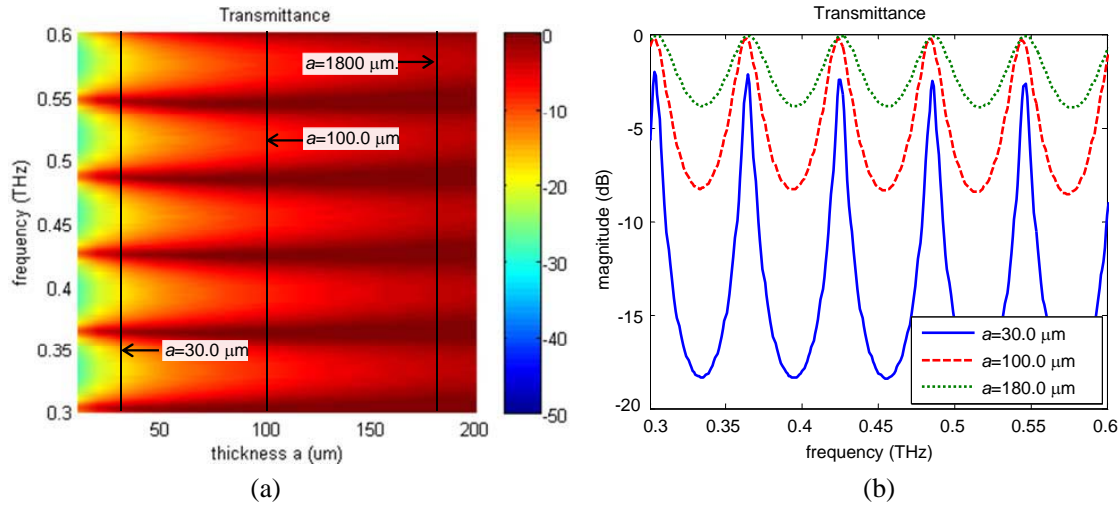 Transmittance
0.6
0.55
0.5
0.45
0.4
0.35
0.3
frequency (THz)
a=1800 μm.
a=100.0 μm
a=30.0 μm
50
100
150
200
thickness a (um)
0
-10
-20
-30
-40
-50
(a)
Transmittance
0
-5
-10
-15
-20
magnitude (dB)
a=30.0 μm
a=100.0 μm
a=180.0 μm
0.3
0.35
0.4
0.45
0.5
0.55
0.6
frequency (THz)
(b)